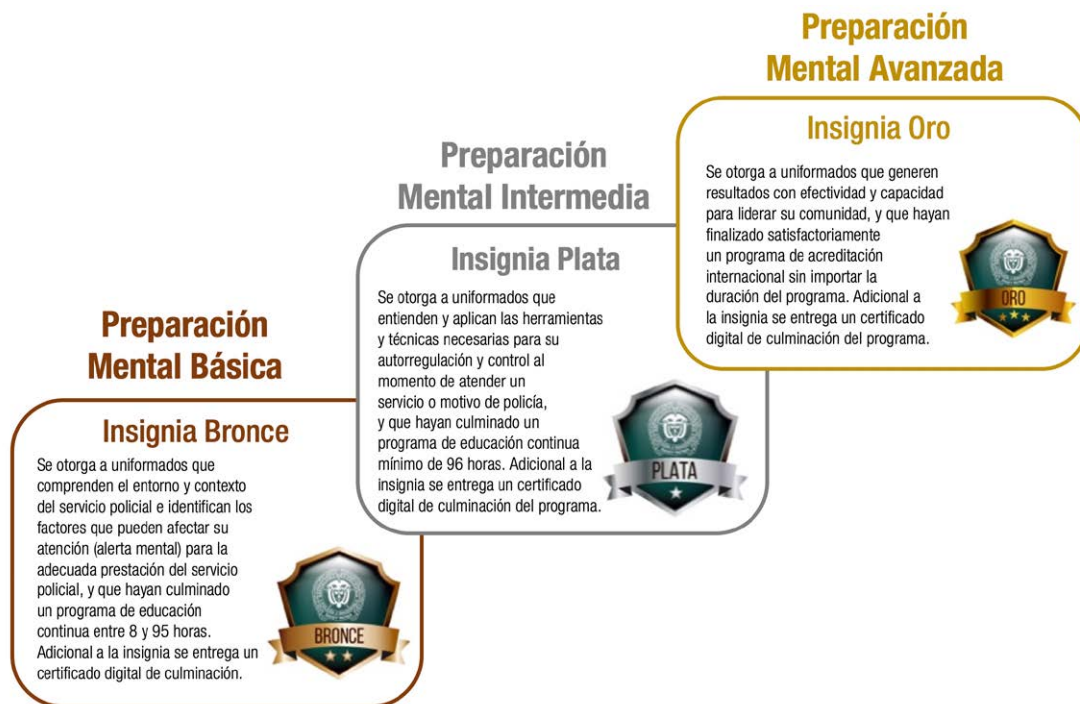 Preparación
Mental Básica
Insignia Bronce
Se otorga a uniformados que
comprenden el entorno y contexto
del servicio policial e identifican los
factores que pueden afectar su
atención (alerta mental) para la
adecuada prestación del servicio
policial, y que hayan culminado
un programa de educación
continua entre 8 y 95 horas.
Adicional a la insignia se entrega un
certificado digital de culminación.
BRONCE
Preparación
Mental Intermedia
Insignia Plata
Se otorga a uniformados que
entienden y aplican las herramientas
y técnicas necesarias para su
autorregulación y control al
momento de atender un
servicio o motivo de policía,
y que hayan culminado un
programa de educación continua
mínimo de 96 horas. Adicional a la
insignia se entrega un certificado
digital de culminación del programa.
PLATA
Preparación
Mental Avanzada
Insignia Oro
Se otorga a uniformados que generen
resultados con efectividad y capacidad
para liderar su comunidad, y que hayan
finalizado satisfactoriamente
un programa de acreditación
internacional sin importar la
duración del programa. Adicional a
la insignia se entrega un certificado
digital de culminación del programa.
ORO